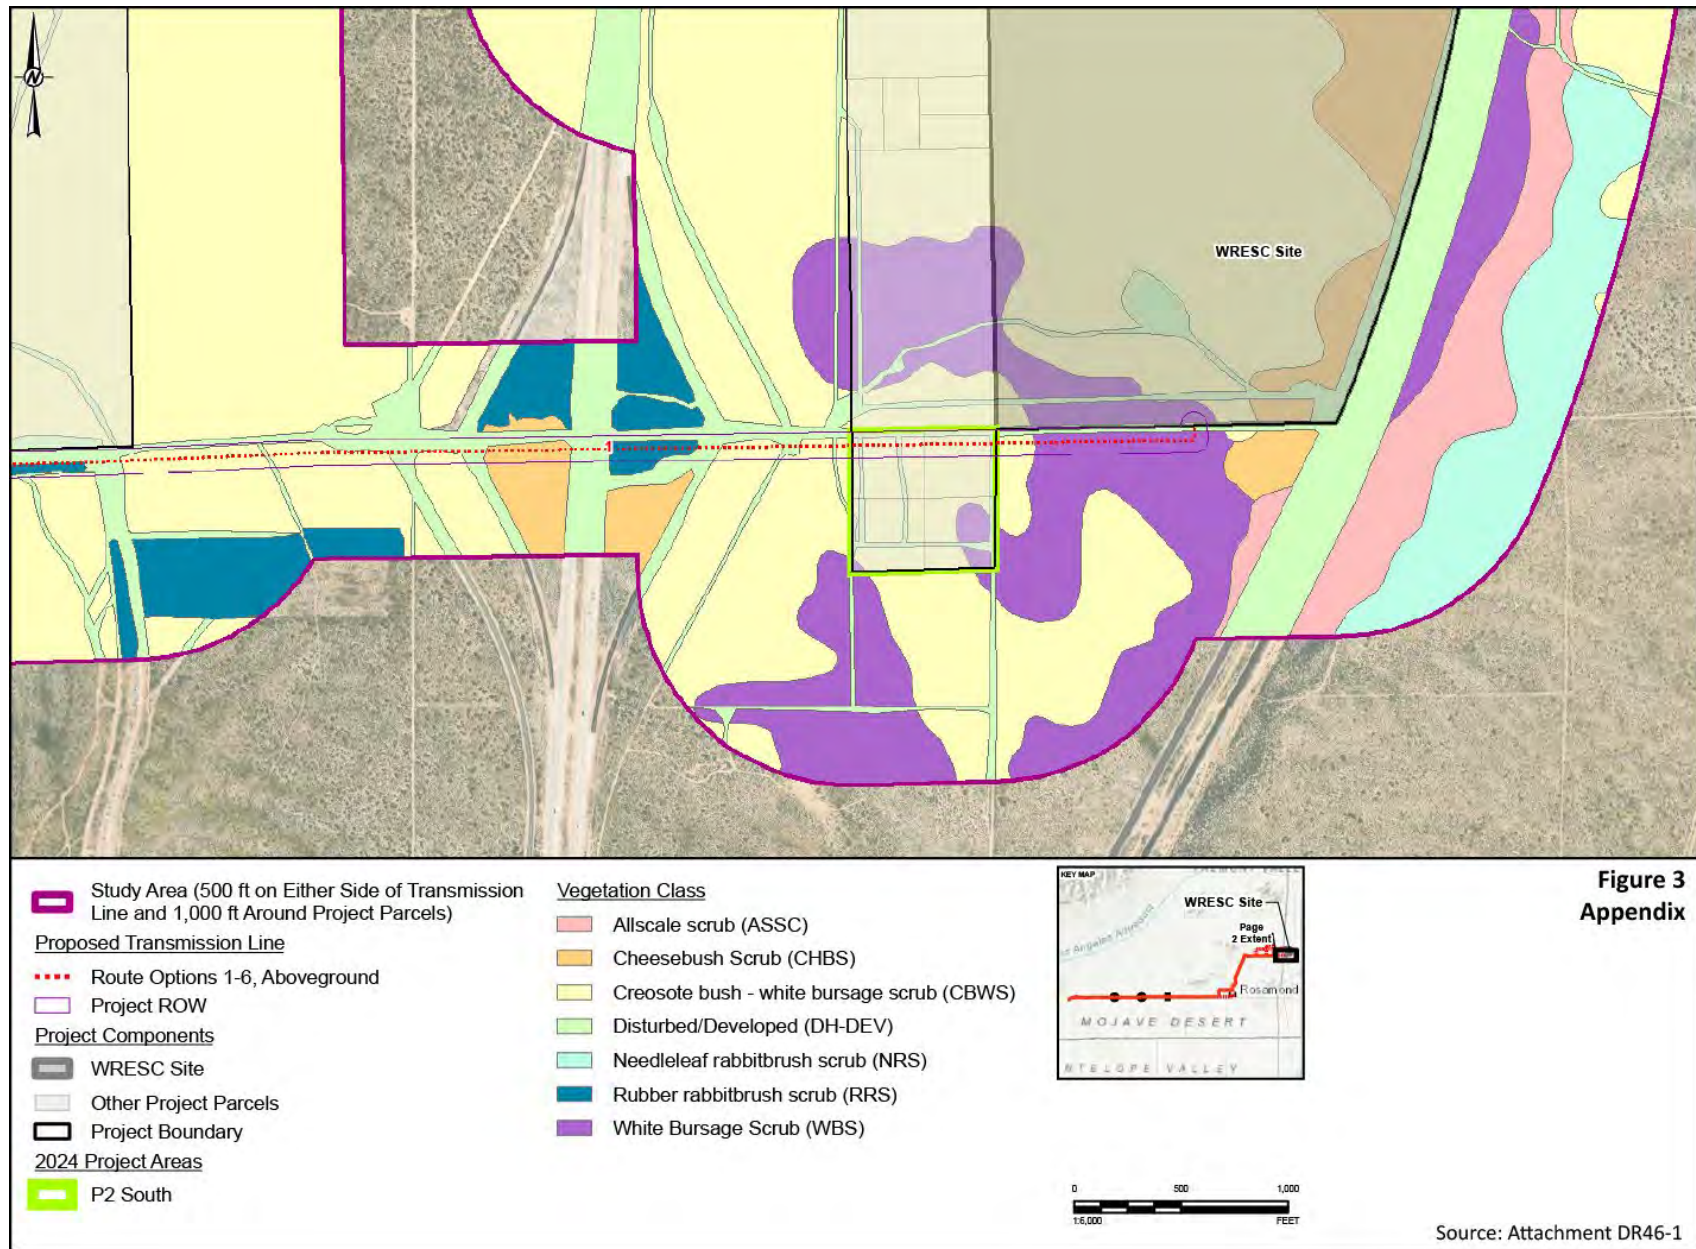 N
WRESC Site
1
Study Area (500 ft on Either Side of Transmission
Line and 1,000 ft Around Project Parcels)
Proposed Transmission Line
Route Options 1-6, Aboveground
Project ROW
Project Components
WRESC Site
Other Project Parcels
Project Boundary
2024 Project Areas
P2 South
Vegetation Class
Allscale scrub (ASSC)
Cheesebush Scrub (CHBS)
Creosote bush - white bursage scrub (CBWS)
Disturbed/Developed (DH-DEV)
Needleleaf rabbitbrush scrub (NRS)
Rubber rabbitbrush scrub (RRS)
White Bursage Scrub (WBS)
KEY MAP
WRESC Site
Page
2 Extent
Angeles Aqueduct
Rosamond
MOJAVE DESERT
NTELOPE VALLEY
0 500 1,000
1:6,000 FEET
Figure 3
Appendix
Source: Attachment DR46-1